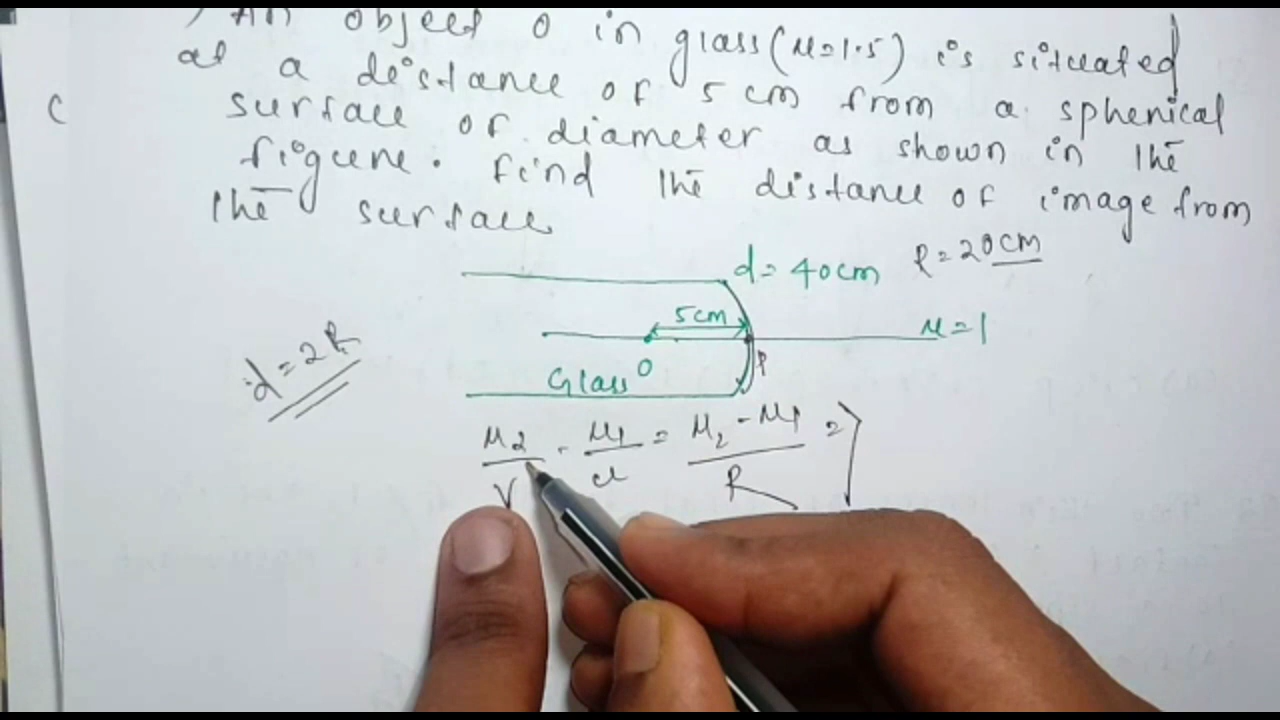 ) An object O in glass (μ=1.5) is situated
at a distance of 5 cm from a spherical
C
surface of diameter as shown in the
figure. Find the distance of image from
the surface
R=20cm
d=40cm
5cm
μ=1
d=2R
P
Glass O
μ2/V - μ1/u = μ2-μ1/R =>